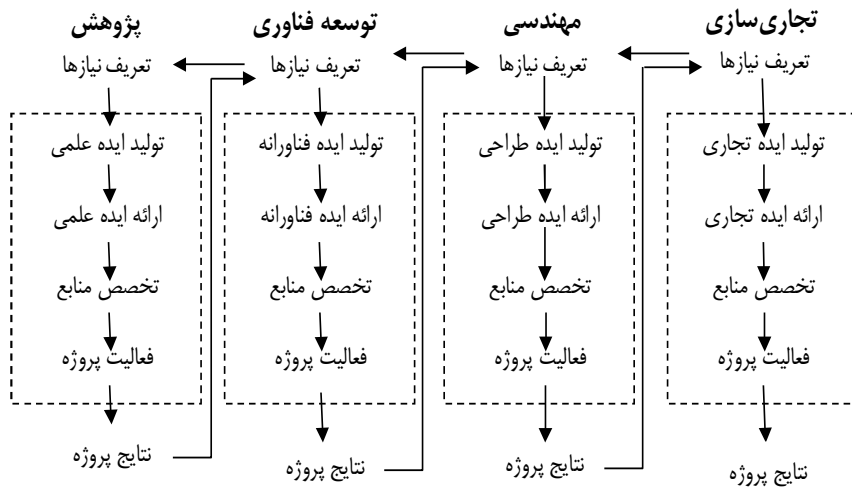 تجاری‌سازی مهندسی توسعه فناوری پژوهش
تعریف نیازها تعریف نیازها تعریف نیازها تعریف نیازها
تولید ایده تجاری تولید ایده طراحی تولید ایده فناورانه تولید ایده علمی
ارائه ایده تجاری ارائه ایده طراحی ارائه ایده فناورانه ارائه ایده علمی
تخصص منابع تخصص منابع تخصص منابع تخصص منابع
فعالیت پروژه فعالیت پروژه فعالیت پروژه فعالیت پروژه
نتایج پروژه نتایج پروژه نتایج پروژه نتایج پروژه